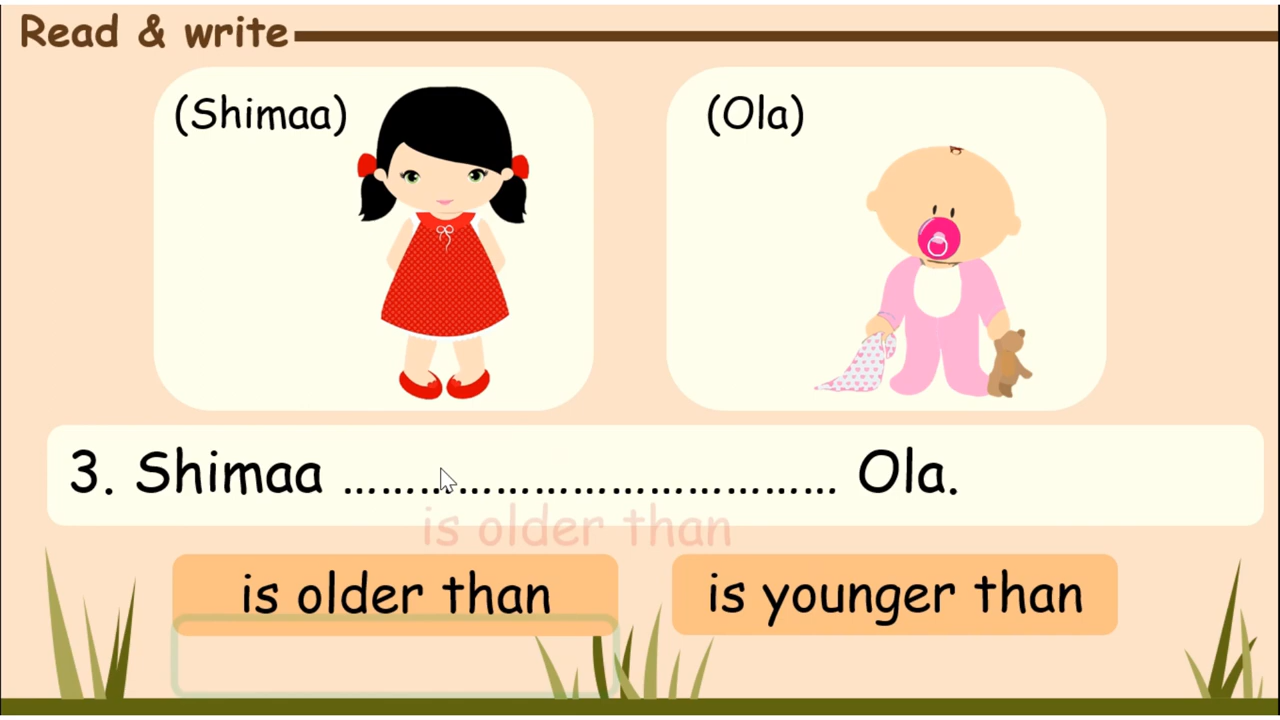 Read & write
(Shimaa)
(Ola)
3. Shimaa ........................................ Ola.
is older than
is older than
is younger than